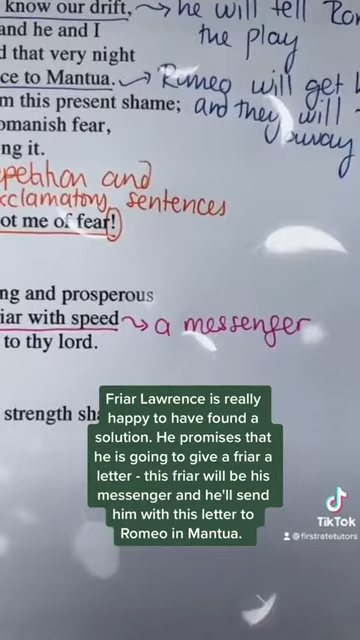 know our drift, he will tell Rom
and he and I the play
d that very night
ce to Mantua. Romeo will get
m this present shame; and they will
omanish fear, away
ng it.
petition and
xclamatory sentences
ot me of fear!
ng and prosperous
iar with speed a messenger
to thy lord.
strength sh
Friar Lawrence is really
happy to have found a
solution. He promises that
he is going to give a friar a
letter - this friar will be his
messenger and he'll send
him with this letter to
Romeo in Mantua.
TikTok
@firstratetutors